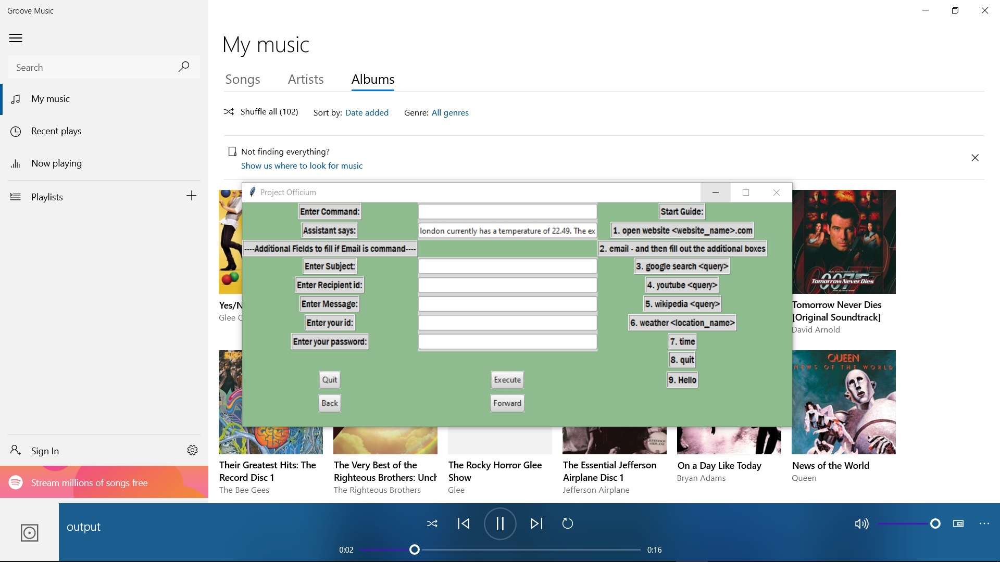 Groove Music
Search
My music
Recent plays
Now playing
Playlists
Sign In
Stream millions of songs free
My music
Songs Artists Albums
Shuffle all (102) Sort by: Date added Genre: All genres
Not finding everything?
Show us where to look for music
Project Officium
Enter Command:
Assistant says: london currently has a temperature of 22.49. The ex
----Additional Fields to fill if Email is command----
Enter Subject:
Enter Recipient id:
Enter Message:
Enter your id:
Enter your password:
Quit Execute
Back Forward
Start Guide:
1. open website <website_name>.com
2. email - and then fill out the additional boxes
3. google search <query>
4. youtube <query>
5. wikipedia <query>
6. weather <location_name>
7. time
8. quit
9. Hello
Yes/N
Glee C
007
Tomorrow Never Dies
Tomorrow Never Dies
[Original Soundtrack]
David Arnold
QUEEN
NEWS OF THE WORLD
JEFFERSON
AIRPLANE
Their Greatest Hits: The
Record Disc 1
The Bee Gees
The Very Best of the
Righteous Brothers: Unch
The Righteous Brothers
The Rocky Horror Glee
Show
Glee
The Essential Jefferson
Airplane Disc 1
Jefferson Airplane
On a Day Like Today
Bryan Adams
News of the World
Queen
output
0:02 0:16